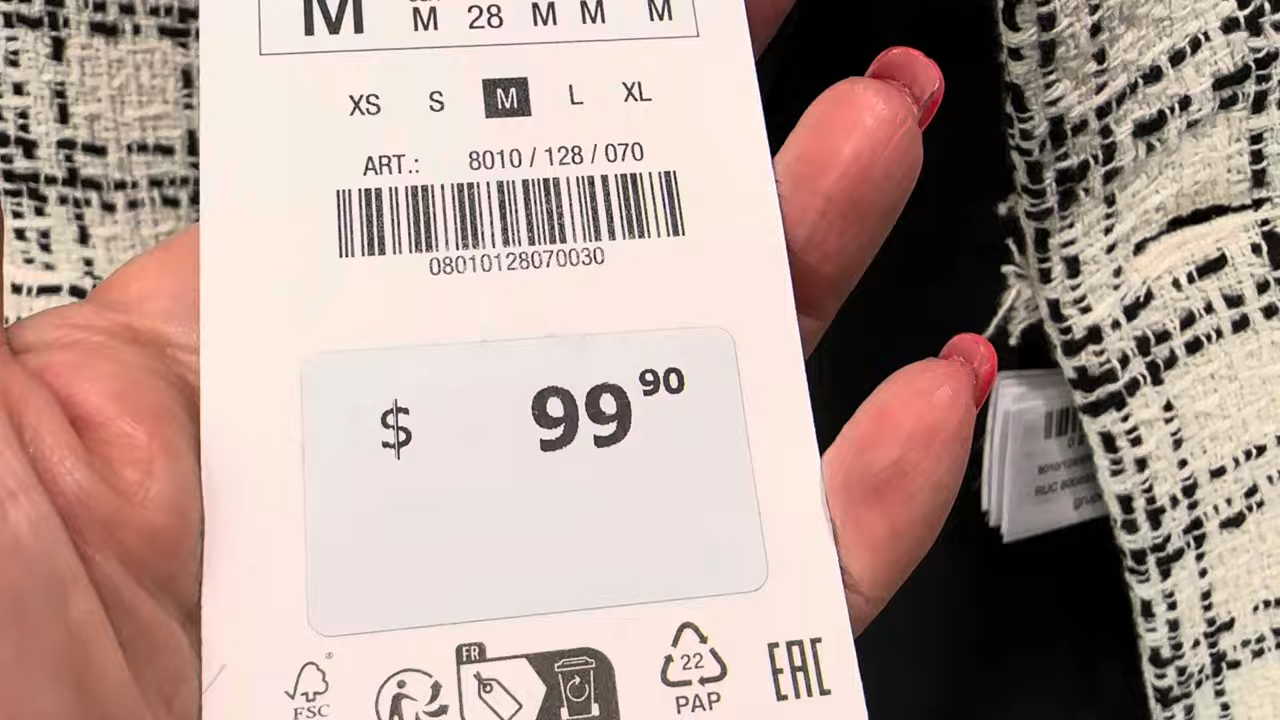 M M 28 M M M
XS S M L XL
ART.: 8010 / 128 / 070
08010128070030
$ 99 90
FR
FSC
®
22
PAP
EAC